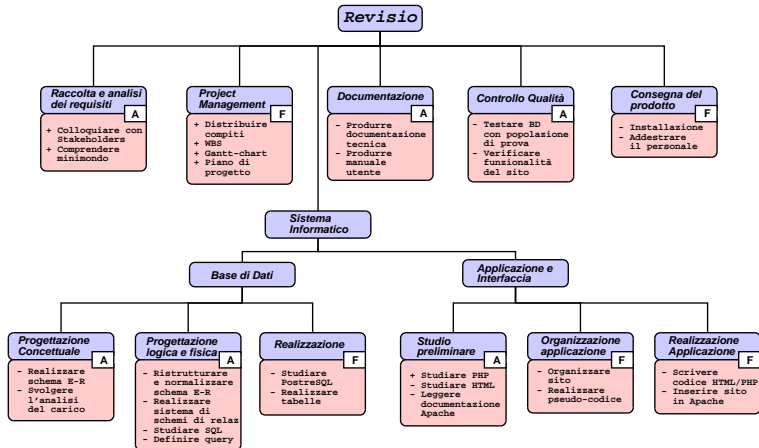 Revisio
Raccolta e analisi
dei requisiti
A
+ Colloquiare con
Stakeholders
+ Comprendere
minimondo
Project
Management
F
+ Distribuire
compiti
+ WBS
+ Gantt-chart
+ Piano di
progetto
Documentazione
A
- Produrre
documentazione
tecnica
- Produrre
manuale
utente
Controllo Qualità
A
- Testare BD
con popolazione
di prova
- Verificare
funzionalità
del sito
Consegna del
prodotto
F
- Installazione
- Addestrare
il personale
Sistema
Informatico
Base di Dati
Applicazione e
Interfaccia
Progettazione
Concettuale
A
- Realizzare
schema E-R
- Svolgere
l'analisi
del carico
Progettazione
logica e fisica
A
- Ristrutturare
e normalizzare
schema E-R
- Realizzare
sistema di
schemi di relaz
- Studiare SQL
- Definire query
Realizzazione
F
- Studiare
PostreSQL
- Realizzare
tabelle
Studio
preliminare
A
+ Studiare PHP
- Studiare HTML
- Leggere
documentazione
Apache
Organizzazione
applicazione
F
- Organizzare
sito
- Realizzare
pseudo-codice
Realizzazione
Applicazione
F
- Scrivere
codice HTML/PHP
- Inserire sito
in Apache